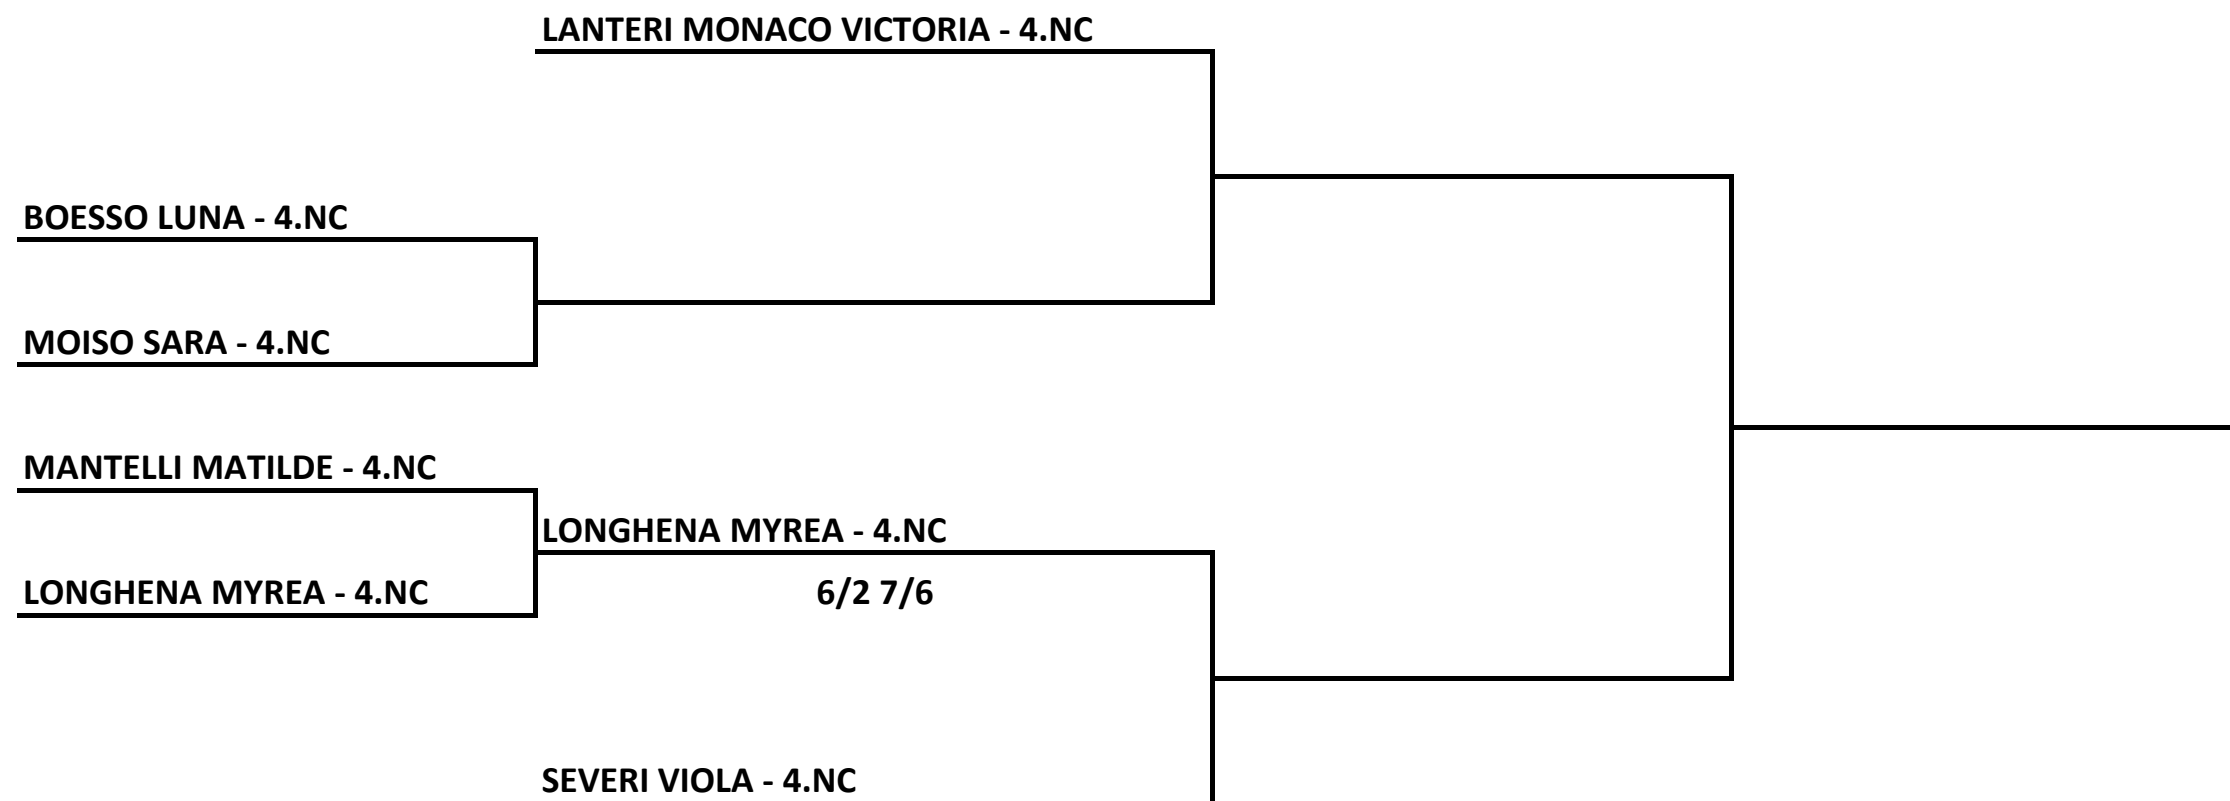 LANTERI MONACO VICTORIA - 4.NC
BOESSO LUNA - 4.NC
MOISO SARA - 4.NC
MANTELLI MATILDE - 4.NC
LONGHENA MYREA - 4.NC
LONGHENA MYREA - 4.NC
6/2 7/6
SEVERI VIOLA - 4.NC